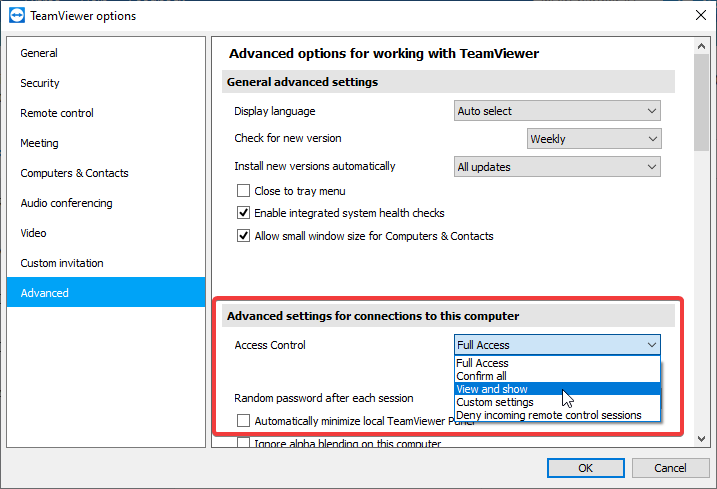 TeamViewer options
General
Security
Remote control
Meeting
Computers & Contacts
Audio conferencing
Video
Custom invitation
Advanced
Advanced options for working with TeamViewer
General advanced settings
Display language Auto select
Check for new version Weekly
Install new versions automatically All updates
Close to tray menu
Enable integrated system health checks
Allow small window size for Computers & Contacts
Advanced settings for connections to this computer
Access Control Full Access
Full Access
Confirm all
View and show
Custom settings
Deny incoming remote control sessions
Random password after each session
Automatically minimize local TeamViewer Panel
Ignore alpha blending on this computer
OK Cancel